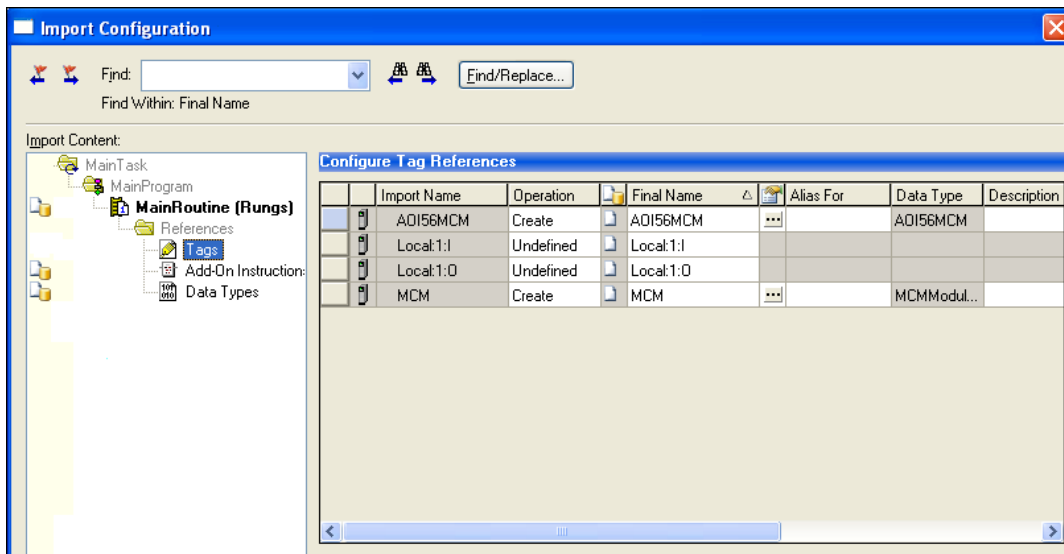 Import Configuration
Find:
Find/Replace...
Find Within: Final Name
Import Content:
MainTask
MainProgram
MainRoutine (Rungs)
References
Tags
Add-On Instruction:
Data Types
Configure Tag References
Import Name Operation Final Name Alias For Data Type Description
AOI56MCM Create AOI56MCM ... AOI56MCM
Local:1:I Undefined Local:1:I
Local:1:O Undefined Local:1:O
MCM Create MCM ... MCMModul...